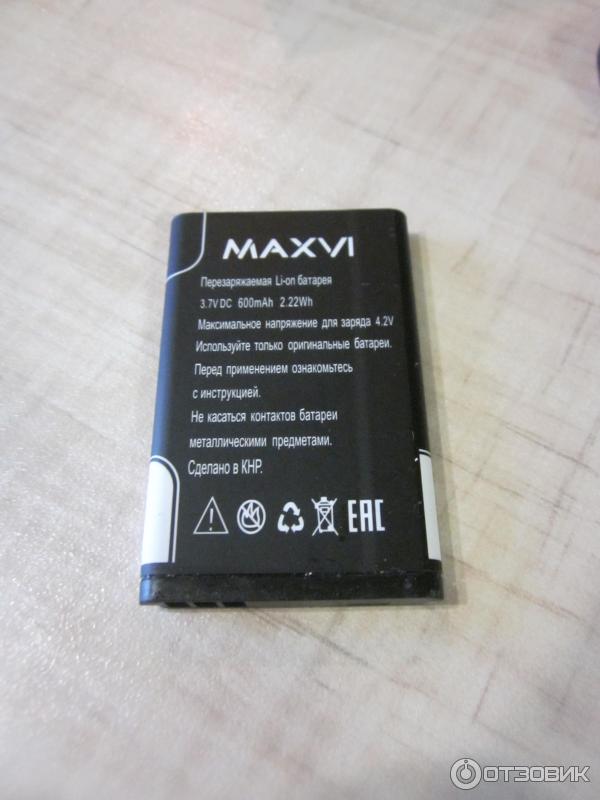 MAXVI
Перезаряжаемая Li-on батарея
3.7V DC 600mAh 2.22Wh
Максимальное напряжение для заряда 4.2V
Используйте только оригинальные батареи.
Перед применением ознакомьтесь
с инструкцией.
Не касаться контактов батареи
металлическими предметами.
Сделано в КНР.
EAC
ОТЗОВИК